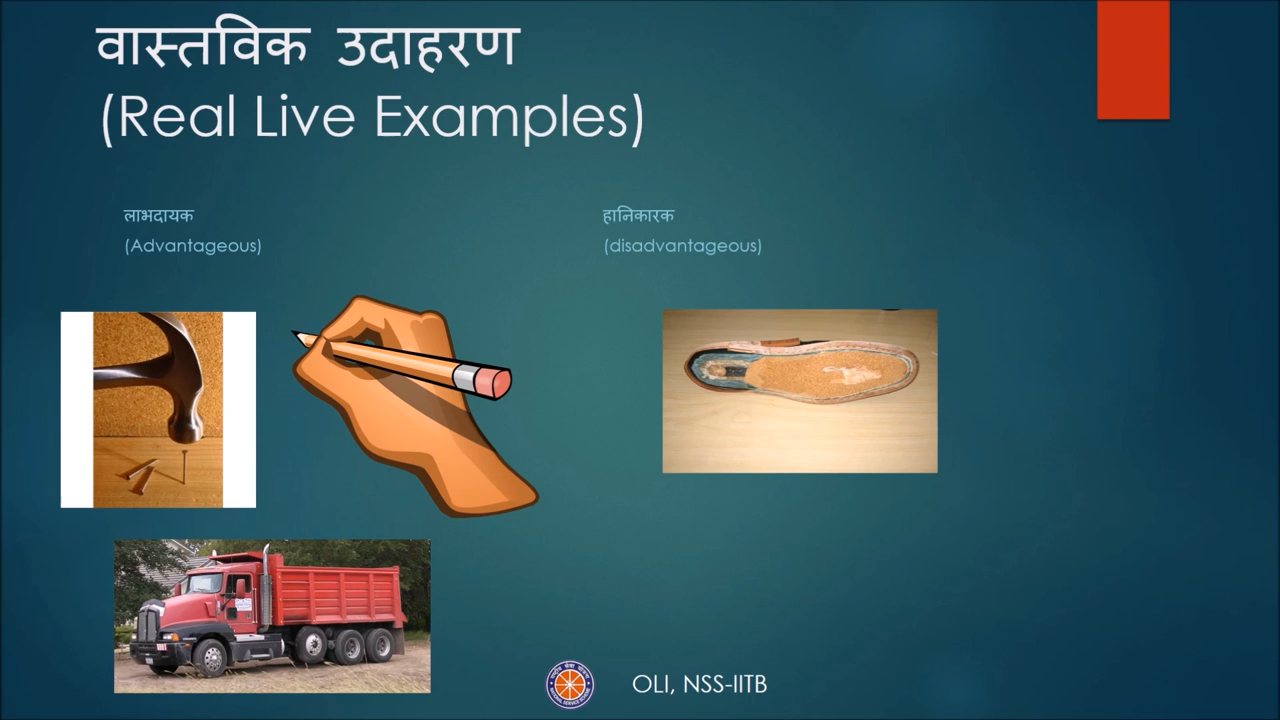 वास्तविक उदाहरण
(Real Live Examples)
लाभदायक
(Advantageous)
हानिकारक
(disadvantageous)
OLI, NSS-IITB